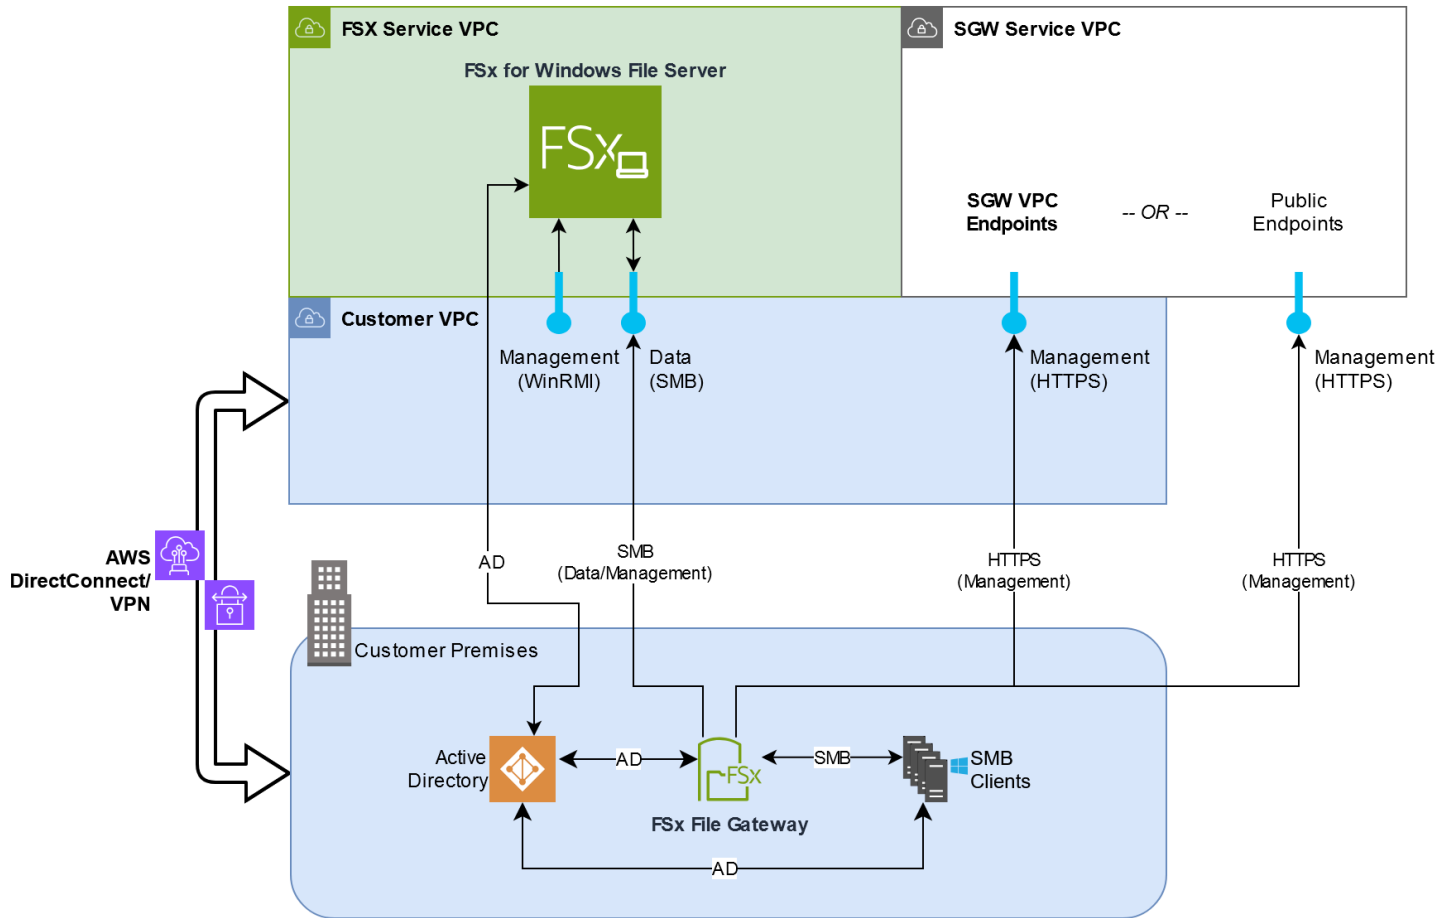 FSX Service VPC
SGW Service VPC
FSx for Windows File Server
FSx
SGW VPC
Endpoints
-- OR --
Public
Endpoints
Customer VPC
Management
(WinRMI)
Data
(SMB)
Management
(HTTPS)
Management
(HTTPS)
AWS
DirectConnect/
VPN
AD
SMB
(Data/Management)
HTTPS
(Management)
HTTPS
(Management)
Customer Premises
Active
Directory
AD
FSx
SMB
SMB
Clients
FSx File Gateway
AD